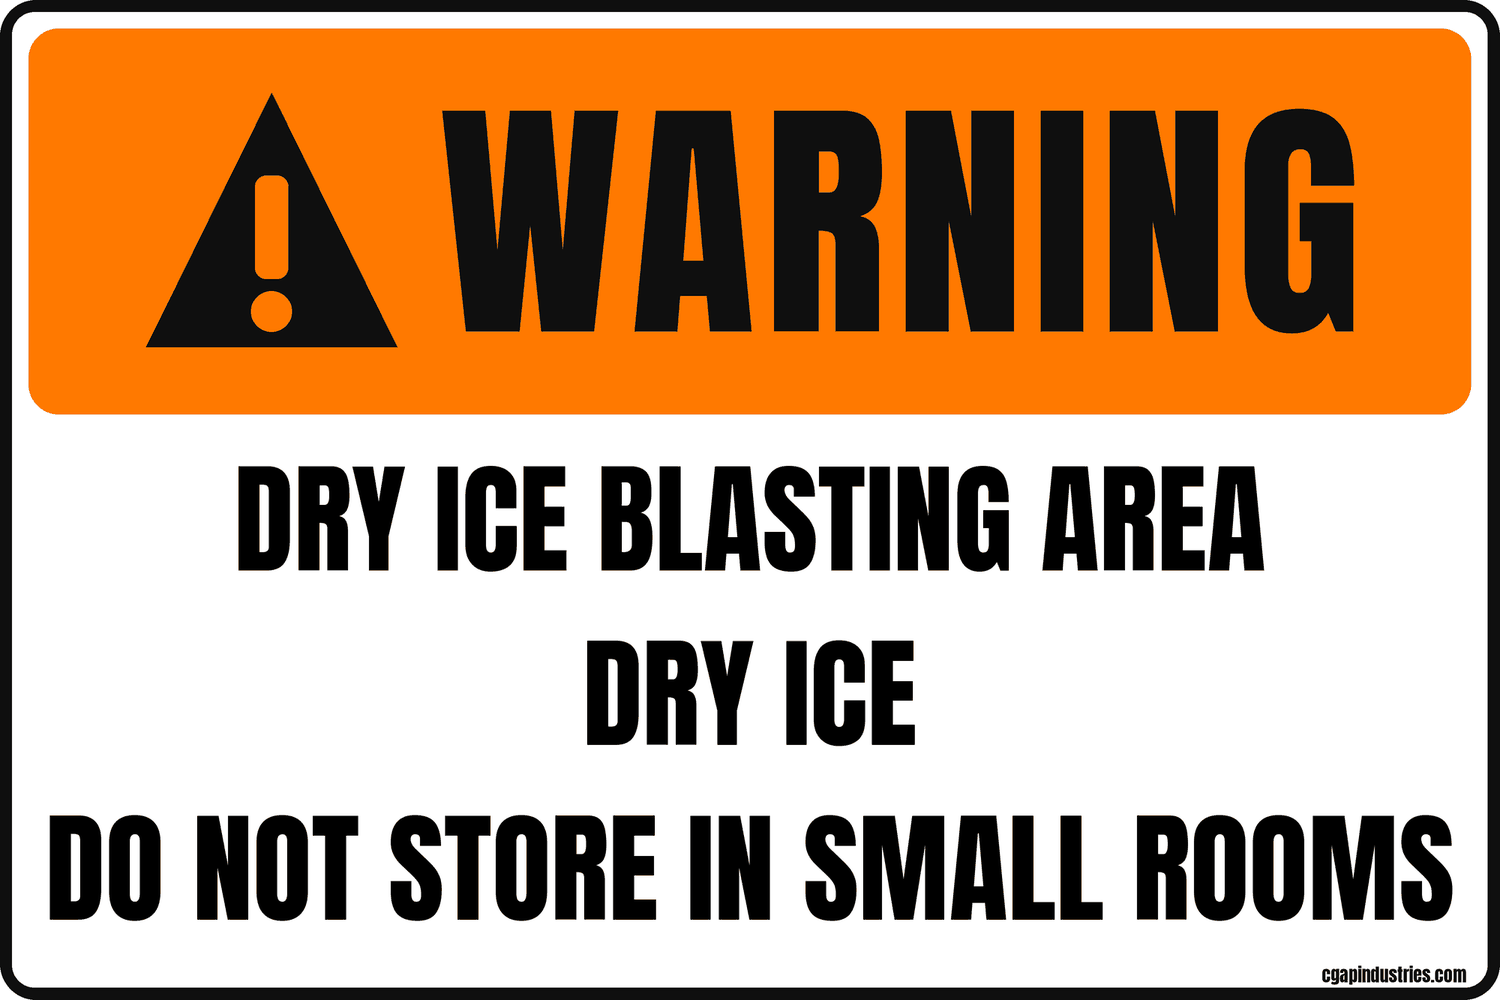 WARNING
DRY ICE BLASTING AREA
DRY ICE
DO NOT STORE IN SMALL ROOMS
cgapindustries.com